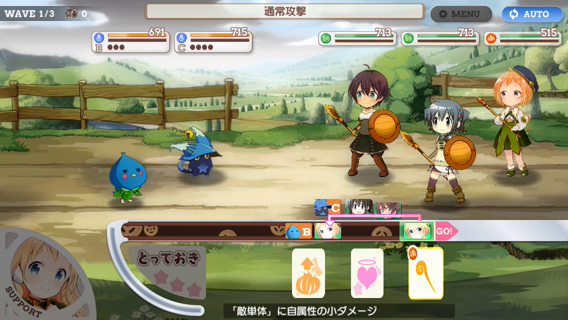 WAVE 1/3 0
通常攻撃
MENU
AUTO
691
B
715
C
713
713
515
C
B
GO!
SUPPORT
とっておき
「敵単体」に自属性の小ダメージ